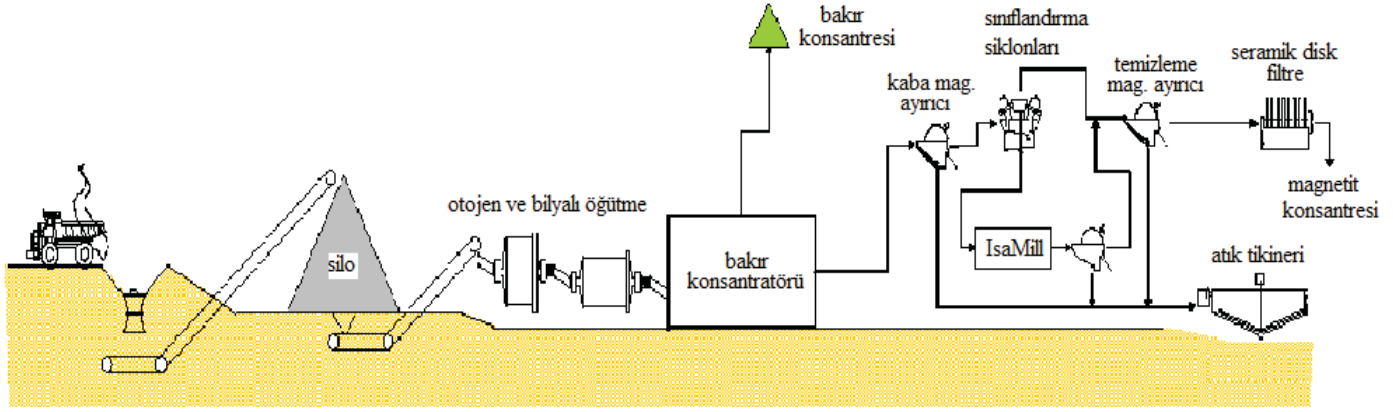 bakır
konsantresi
sınıflandırma
siklonları
kaba mag.
ayırıcı
temizleme
mag. ayırıcı
seramik disk
filtre
magnetit
konsantresi
otojen ve bilyalı öğütme
silo
bakır
konsantratörü
IsaMill
atık tikineri